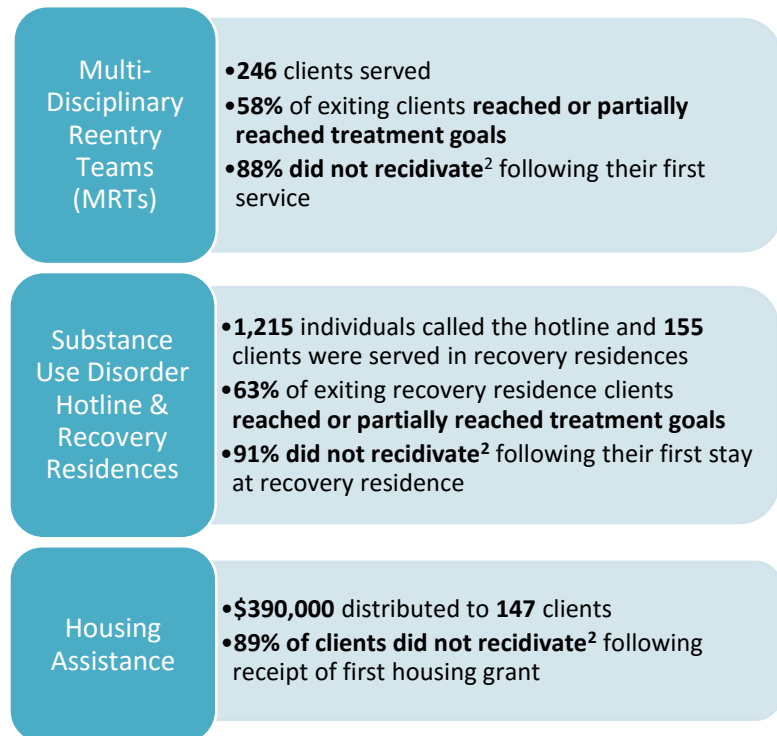 Multi-
Disciplinary
Reentry
Teams
(MRTs)
•246 clients served
•58% of exiting clients reached or partially
reached treatment goals
•88% did not recidivate² following their first
service
Substance
Use Disorder
Hotline &
Recovery
Residences
•1,215 individuals called the hotline and 155
clients were served in recovery residences
•63% of exiting recovery residence clients
reached or partially reached treatment goals
•91% did not recidivate² following their first stay
at recovery residence
Housing
Assistance
•$390,000 distributed to 147 clients
•89% of clients did not recidivate² following
receipt of first housing grant